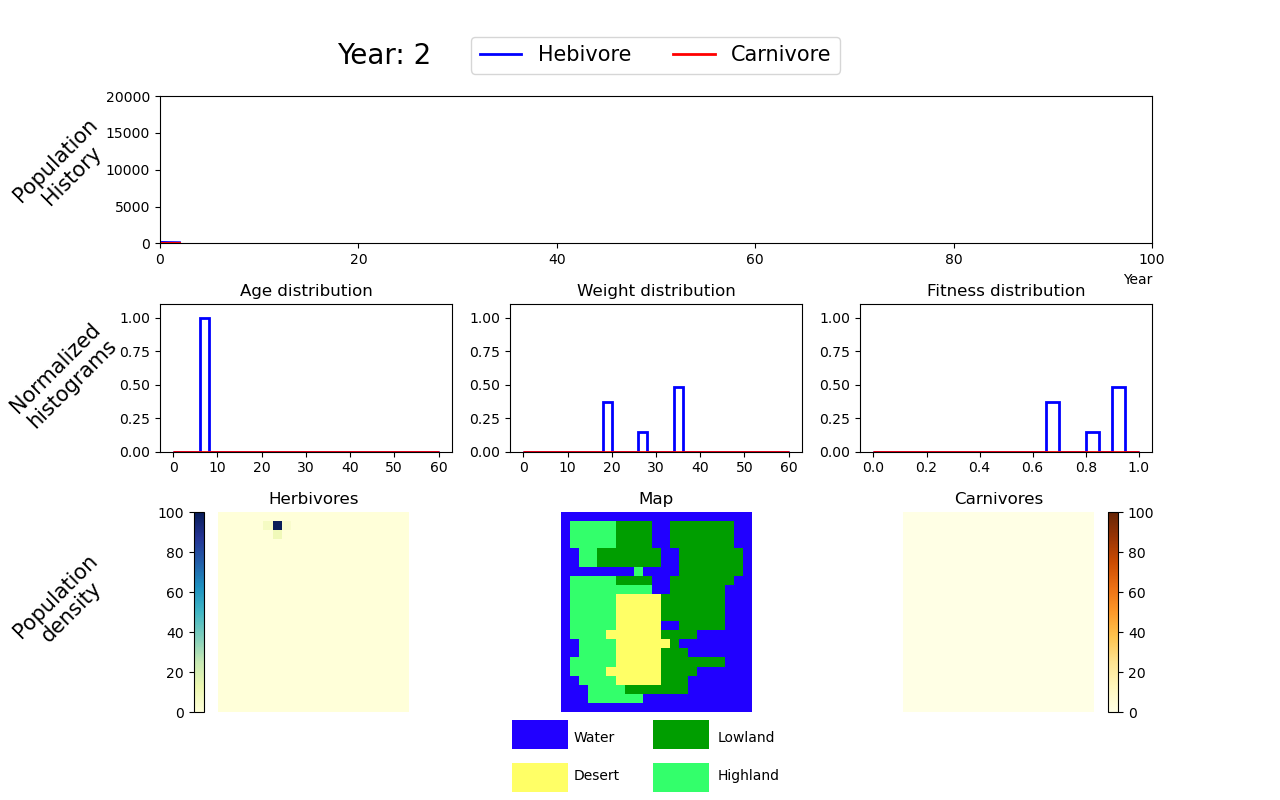 Year: 2
Hebivore
Carnivore
Population
History
20000
15000
10000
5000
0
0 20 40 60 80 100
Year
Normalized
histograms
Age distribution
1.00
0.75
0.50
0.25
0.00
0 10 20 30 40 50 60
Weight distribution
1.00
0.75
0.50
0.25
0.00
0 10 20 30 40 50 60
Fitness distribution
1.00
0.75
0.50
0.25
0.00
0.0 0.2 0.4 0.6 0.8 1.0
Population
density
Herbivores
100
80
60
40
20
0
Map
Carnivores
100
80
60
40
20
0
Water
Lowland
Desert
Highland